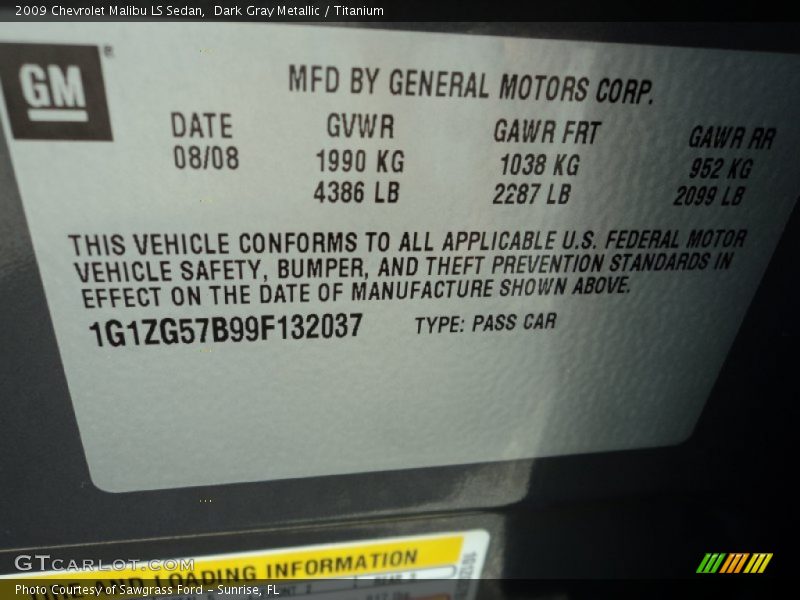 2009 Chevrolet Malibu LS Sedan,  Dark Gray Metallic / Titanium
GM®
MFD BY GENERAL MOTORS CORP.
DATE GVWR GAWR FRT GAWR RR
08/08 1990 KG 1038 KG 952 KG
4386 LB 2287 LB 2099 LB
THIS VEHICLE CONFORMS TO ALL APPLICABLE U.S. FEDERAL MOTOR
VEHICLE SAFETY, BUMPER, AND THEFT PREVENTION STANDARDS IN
EFFECT ON THE DATE OF MANUFACTURE SHOWN ABOVE.
1G1ZG57B99F132037 TYPE: PASS CAR
AND LOADING INFORMATION
GTcarlot.com
Photo Courtesy of Sawgrass Ford - Sunrise, FL